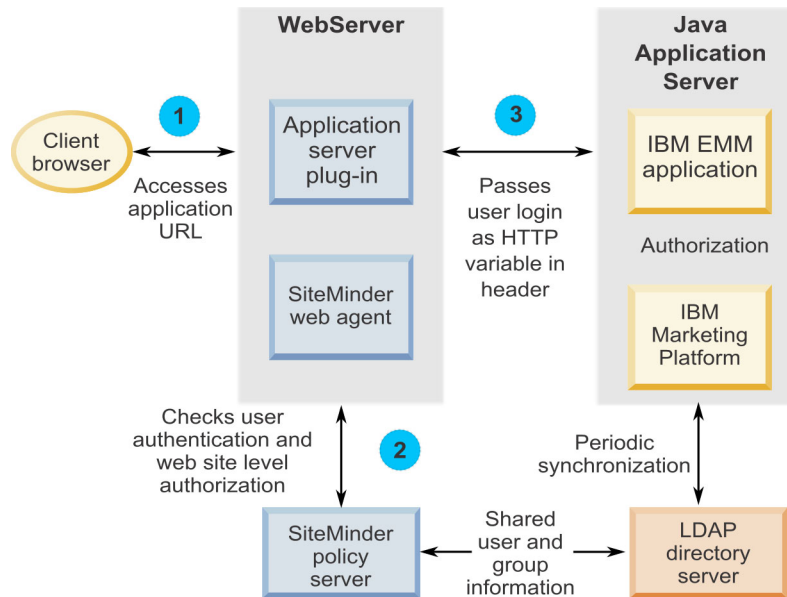 WebServer
Java
Application
Server
1
3
Client
browser
Application
server
plug-in
IBM EMM
application
Accesses
application
URL
Passes
user login
as HTTP
variable in
header
Authorization
SiteMinder
web agent
IBM
Marketing
Platform
Checks user
authentication and
web site level
authorization
2
Periodic
synchronization
SiteMinder
policy
server
Shared
user and
group
information
LDAP
directory
server